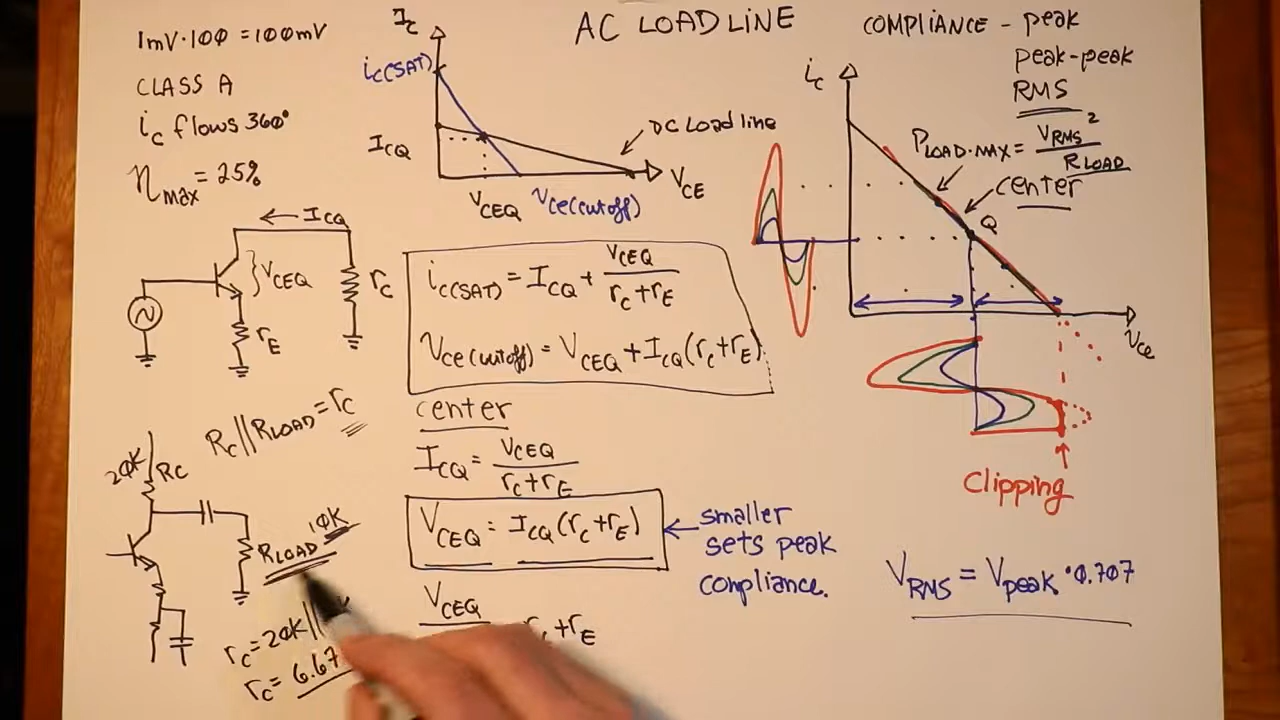 AC LOADLINE
1mV·100 = 100mV
CLASS A
ic flows 360°
ηmax = 25%
Ic
ic(SAT)
ICQ
DC Load line
VCE
VCEQ
Vce(cutoff)
COMPLIANCE - peak
peak-peak
RMS
ic
PLOAD·MAX = VRMS² / RLOAD
center
Q
Vce
Clipping
ICQ
VCEQ
rC
rE
ic(SAT) = ICQ + VCEQ / rC+rE
Vce(cutoff) = VCEQ + ICQ(rC+rE)
center
ICQ = VCEQ / rC+rE
VCEQ = ICQ(rC+rE)
smaller
sets peak
compliance.
VCEQ
+rE
RC||RLOAD = rC
20K
RC
RLOAD
10K
rC = 20K||
rC = 6.67
VRMS = Vpeak·0.707